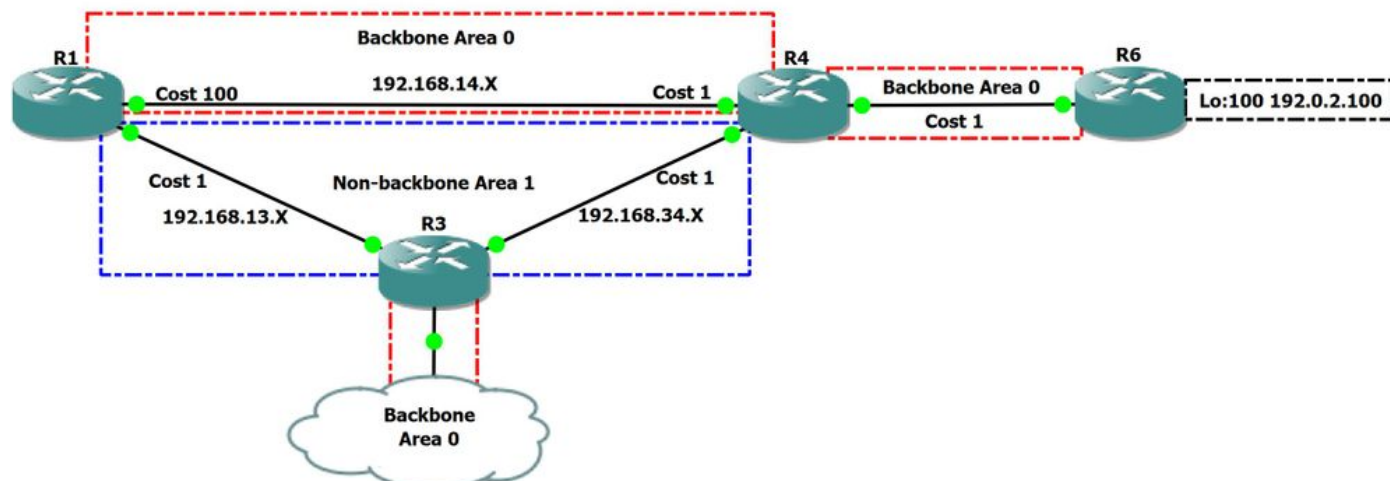 Backbone Area 0
R1
R4
R6
Cost 100
192.168.14.X
Cost 1
Backbone Area 0
Cost 1
Lo:100 192.0.2.100
Cost 1
Non-backbone Area 1
Cost 1
192.168.13.X
192.168.34.X
R3
Backbone
Area 0